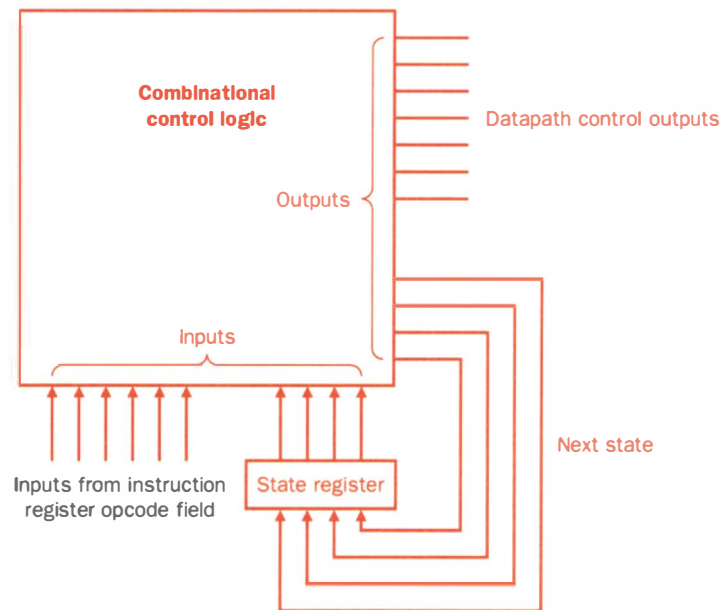 Combinational
control logic
Datapath control outputs
Outputs
Inputs
Next state
Inputs from instruction
register opcode field
State register